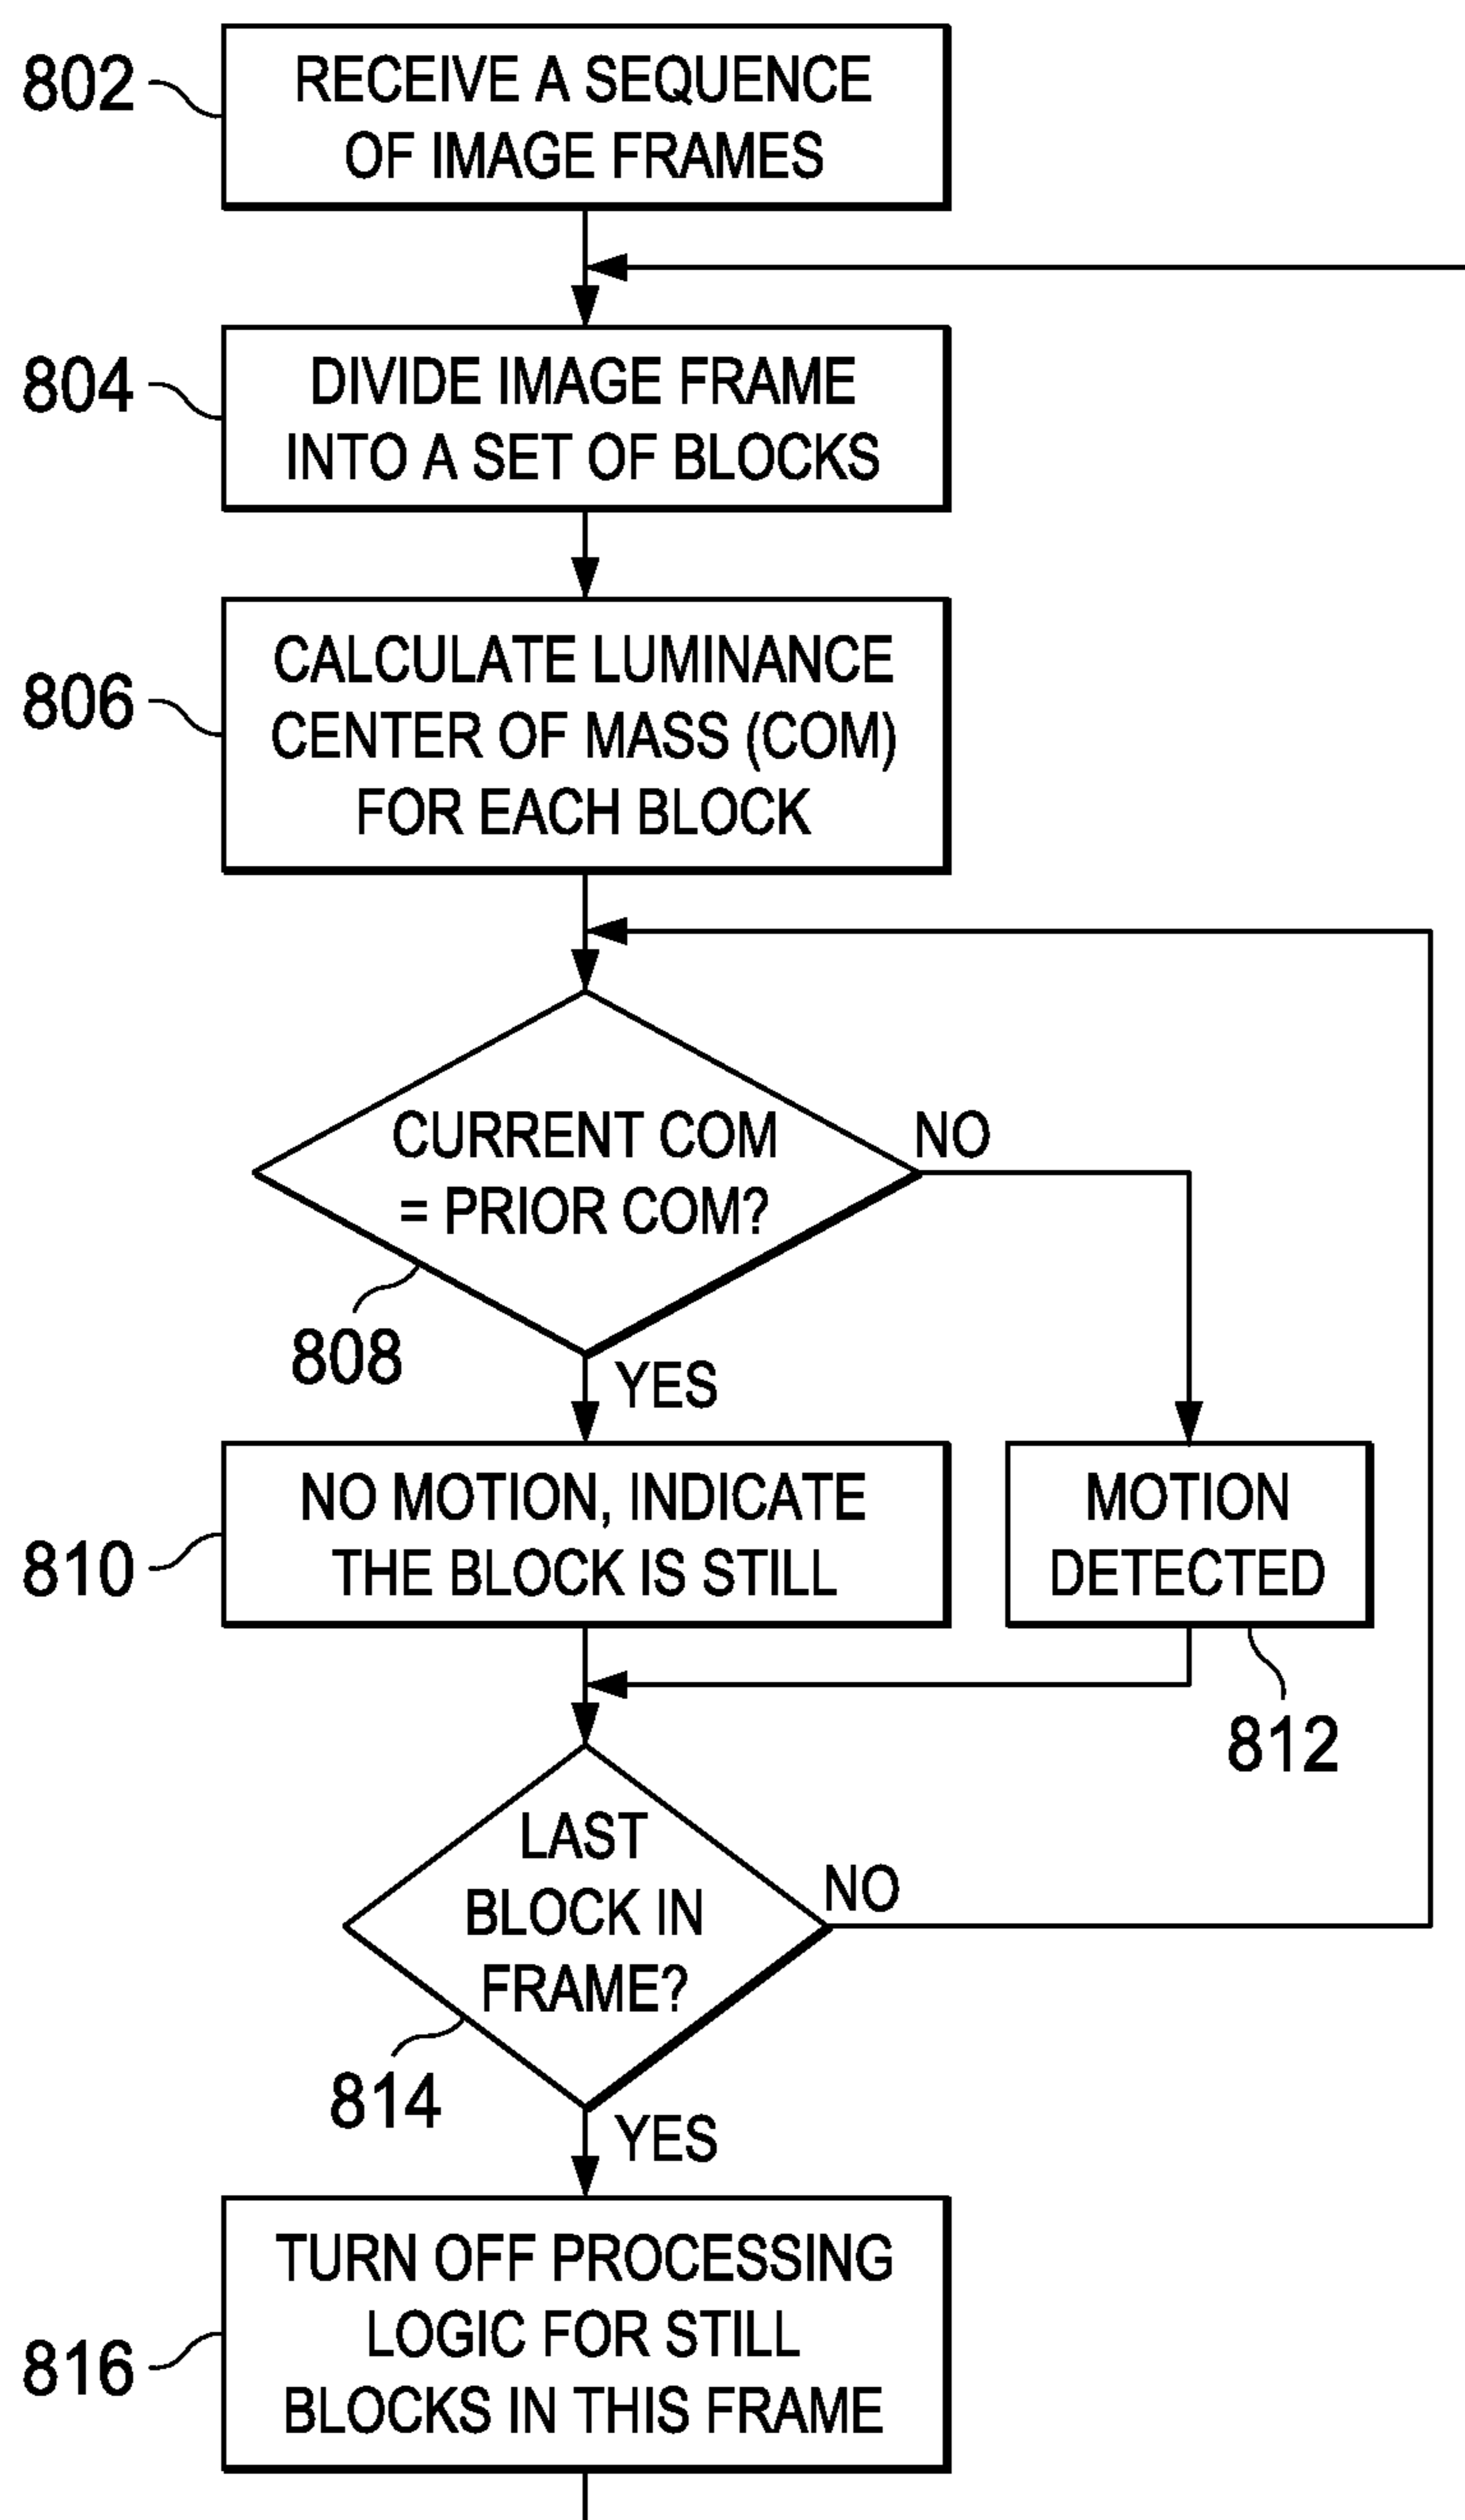 802
RECEIVE A SEQUENCE
OF IMAGE FRAMES
804
DIVIDE IMAGE FRAME
INTO A SET OF BLOCKS
806
CALCULATE LUMINANCE
CENTER OF MASS (COM)
FOR EACH BLOCK
CURRENT COM
= PRIOR COM?
NO
808
YES
810
NO MOTION, INDICATE
THE BLOCK IS STILL
MOTION
DETECTED
812
LAST
BLOCK IN
FRAME?
NO
814
YES
816
TURN OFF PROCESSING
LOGIC FOR STILL
BLOCKS IN THIS FRAME